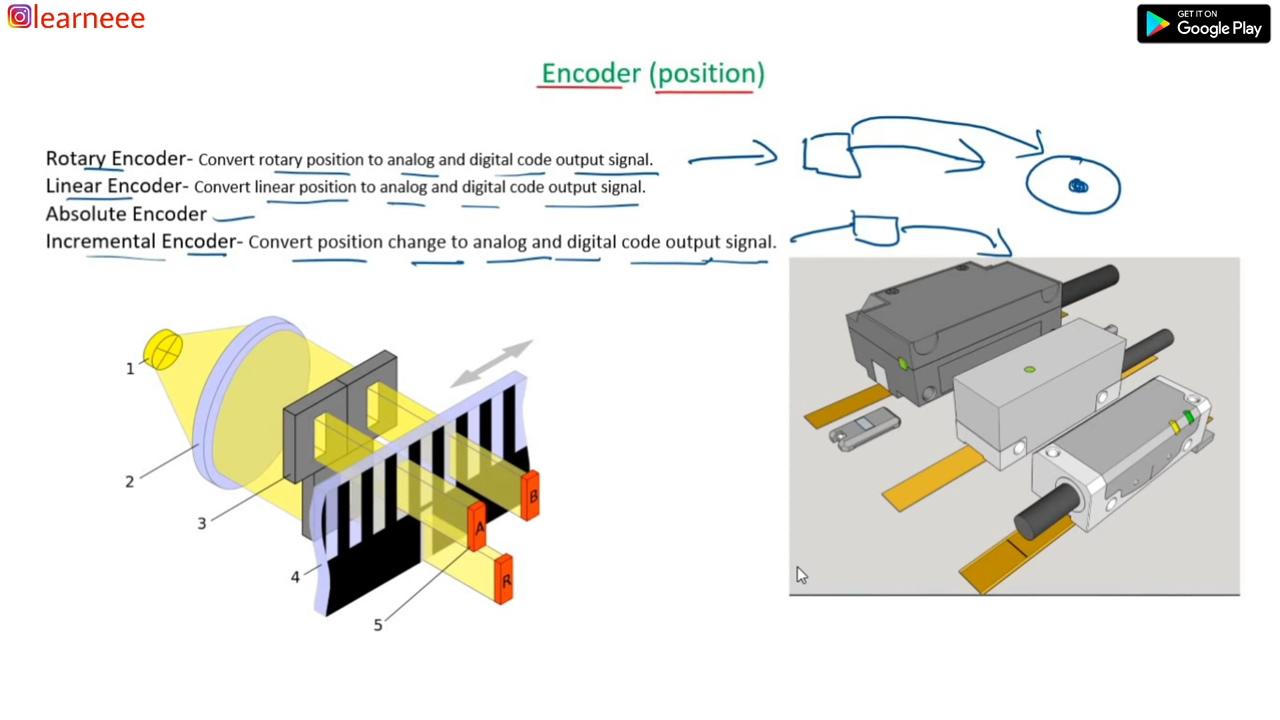 learneee
GET IT ON
Google Play
Encoder (position)
Rotary Encoder- Convert rotary position to analog and digital code output signal.
Linear Encoder- Convert linear position to analog and digital code output signal.
Absolute Encoder
Incremental Encoder- Convert position change to analog and digital code output signal.
1
2
3
4
5
B
A
R